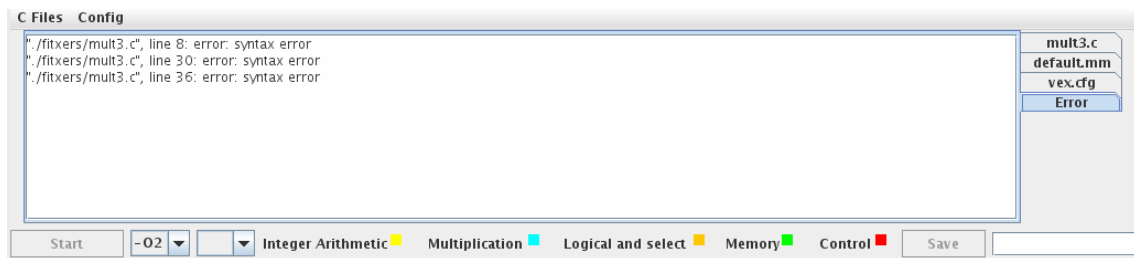 C Files Config
"./fitxers/mult3.c", line 8: error: syntax error
"./fitxers/mult3.c", line 30: error: syntax error
"./fitxers/mult3.c", line 36: error: syntax error
mult3.c
default.mm
vex.cfg
Error
Start -O2 Integer Arithmetic Multiplication Logical and select Memory Control Save